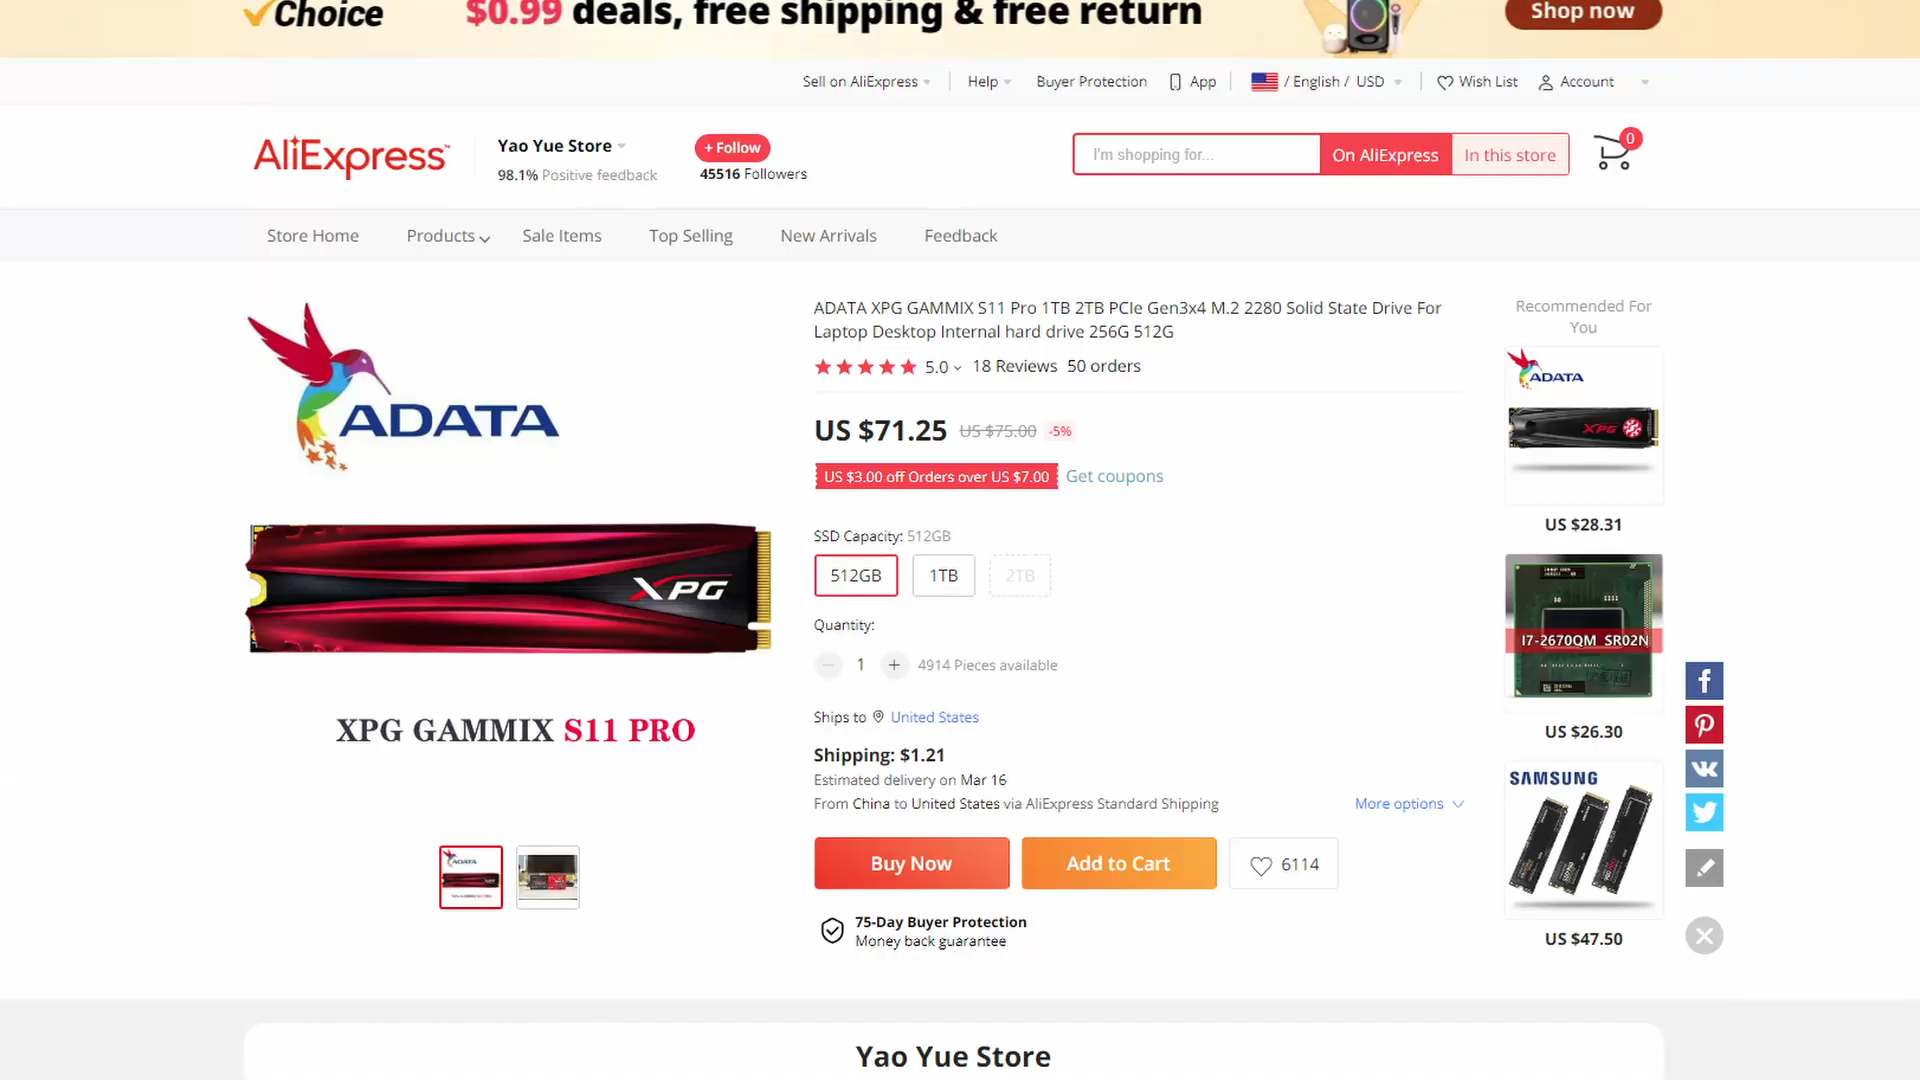 Choice
$0.99 deals, free shipping & free return
Shop now
Sell on AliExpress
Help
Buyer Protection
App
/ English / USD
Wish List
Account
AliExpress
Yao Yue Store
98.1% Positive feedback
+ Follow
45516 Followers
I'm shopping for...
On AliExpress
In this store
0
Store Home
Products
Sale Items
Top Selling
New Arrivals
Feedback
ADATA
XPG
XPG GAMMIX S11 PRO
ADATA
ADATA XPG GAMMIX S11 Pro 1TB 2TB PCIe Gen3x4 M.2 2280 Solid State Drive For
Laptop Desktop Internal hard drive 256G 512G
5.0
18 Reviews
50 orders
US $71.25
US $75.00
-5%
US $3.00 off Orders over US $7.00
Get coupons
SSD Capacity: 512GB
512GB
1TB
2TB
Quantity:
1
4914 Pieces available
Ships to
United States
Shipping: $1.21
Estimated delivery on Mar 16
From China to United States via AliExpress Standard Shipping
More options
Buy Now
Add to Cart
6114
75-Day Buyer Protection
Money back guarantee
Recommended For
You
ADATA
XPG
US $28.31
I7-2670QM SR02N
US $26.30
SAMSUNG
US $47.50
Yao Yue Store